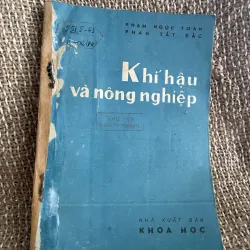 PHẠM NGỌC TOÀN
PHAN TẤT ĐẮC
Khí hậu
và nông nghiệp
NHÀ XUẤT BẢN
KHOA HỌC